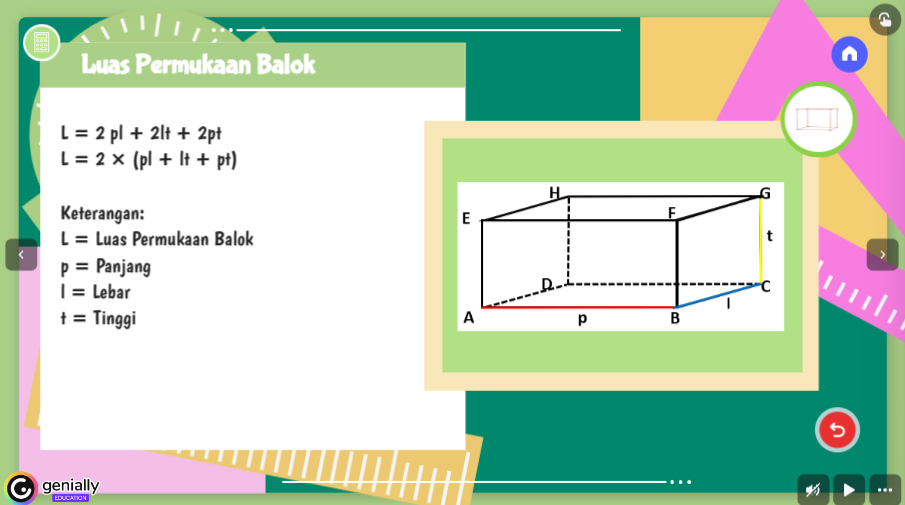 Luas Permukaan Balok
L = 2 pl + 2lt + 2pt
L = 2 × (pl + lt + pt)
Keterangan:
L = Luas Permukaan Balok
p = Panjang
l = Lebar
t = Tinggi
H
G
E
F
t
D
C
A
p
B
l
genially
EDUCATION